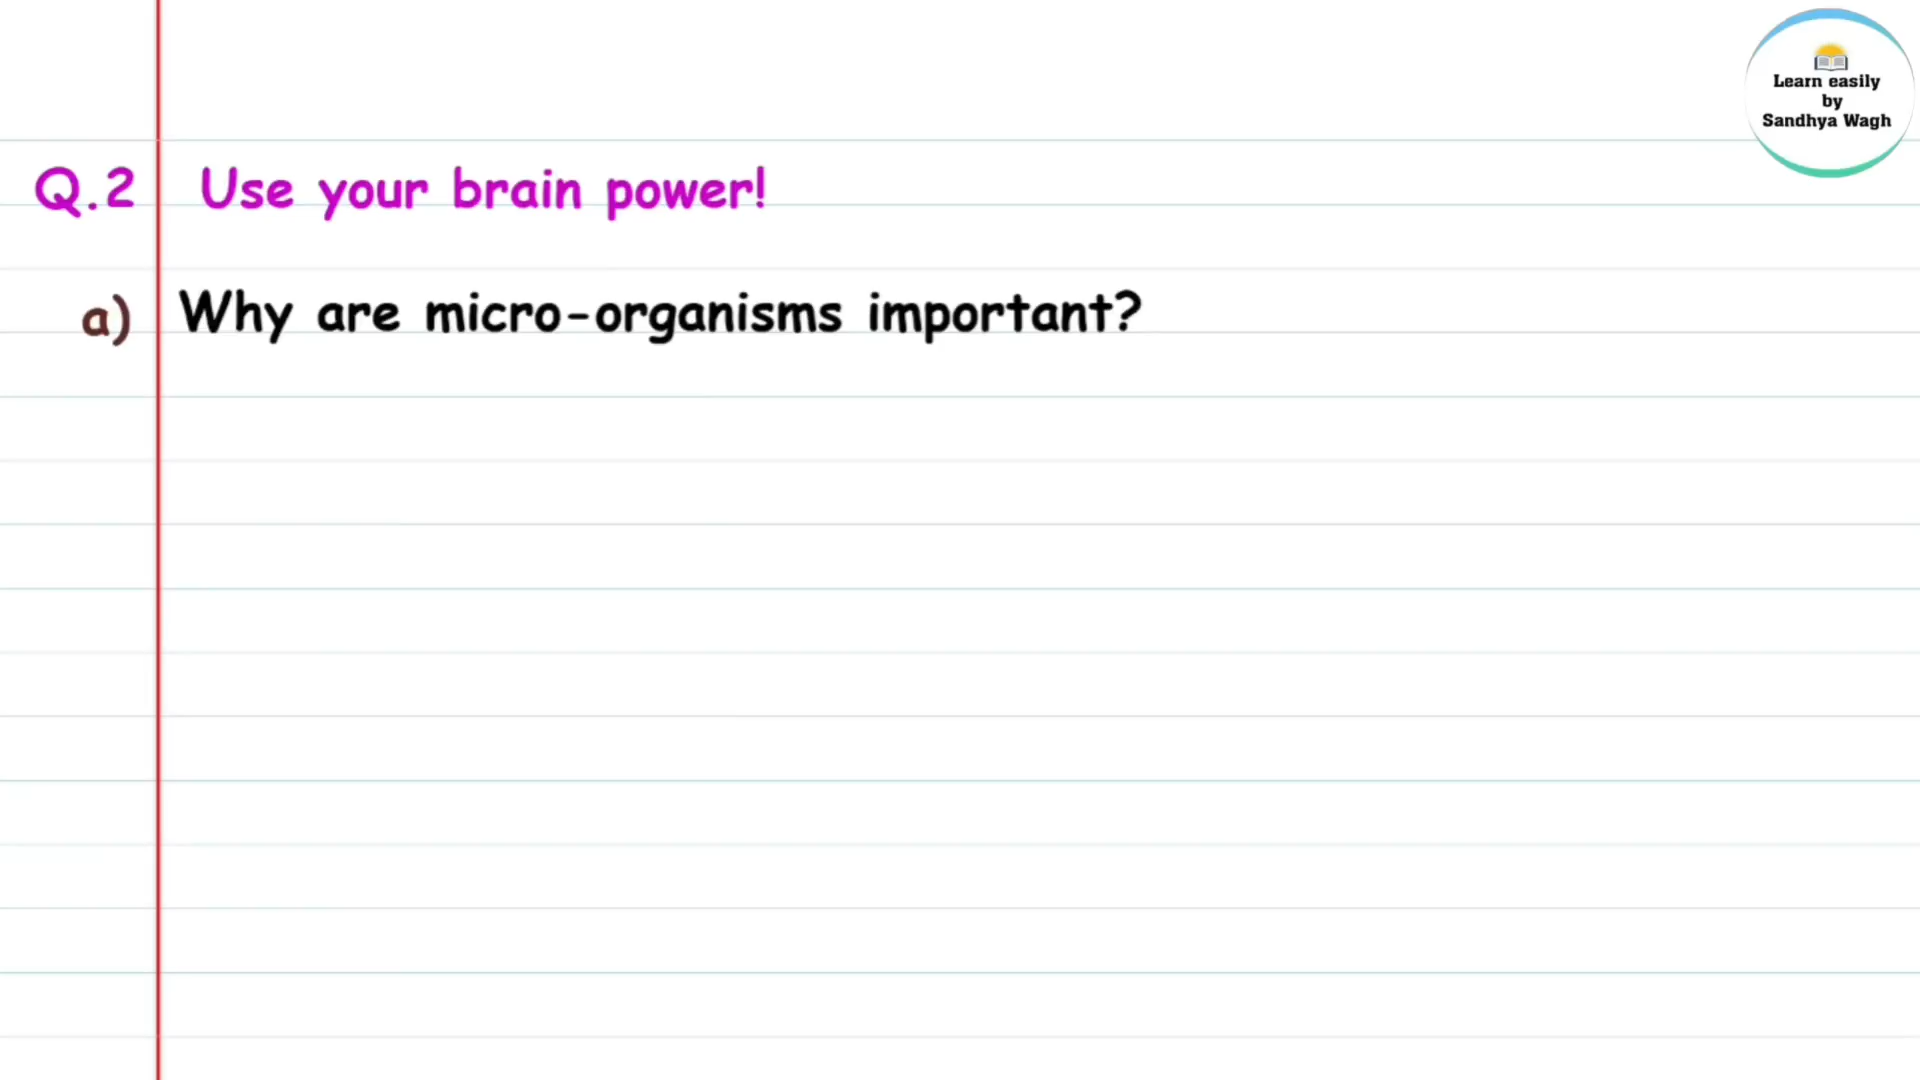 Learn easily
by
Sandhya Wagh
Q.2 Use your brain power!
a) Why are micro-organisms important?